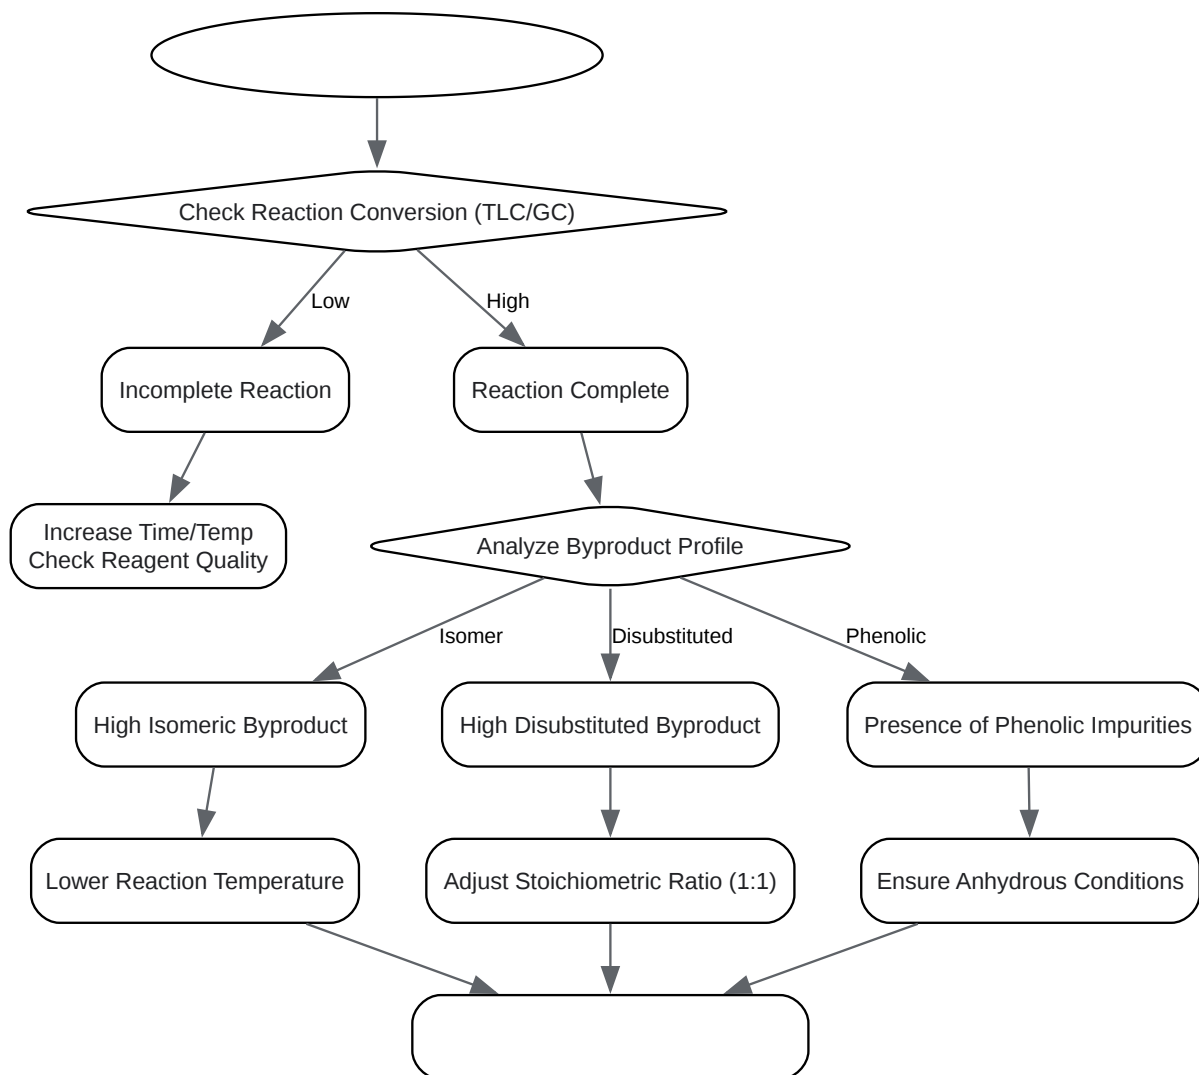 Check Reaction Conversion (TLC/GC)
Low
High
Incomplete Reaction
Reaction Complete
Increase Time/Temp
Check Reagent Quality
Analyze Byproduct Profile
Isomer
Disubstituted
Phenolic
High Isomeric Byproduct
High Disubstituted Byproduct
Presence of Phenolic Impurities
Lower Reaction Temperature
Adjust Stoichiometric Ratio (1:1)
Ensure Anhydrous Conditions